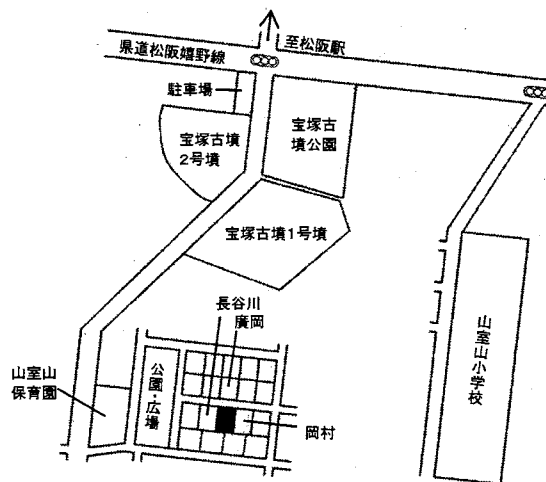 県道松阪嬉野線
至松阪駅
駐車場
宝塚古墳
2号墳
宝塚古
墳公園
宝塚古墳1号墳
長谷川
廣岡
山室山
保育園
公園・広場
岡村
山室山小学校